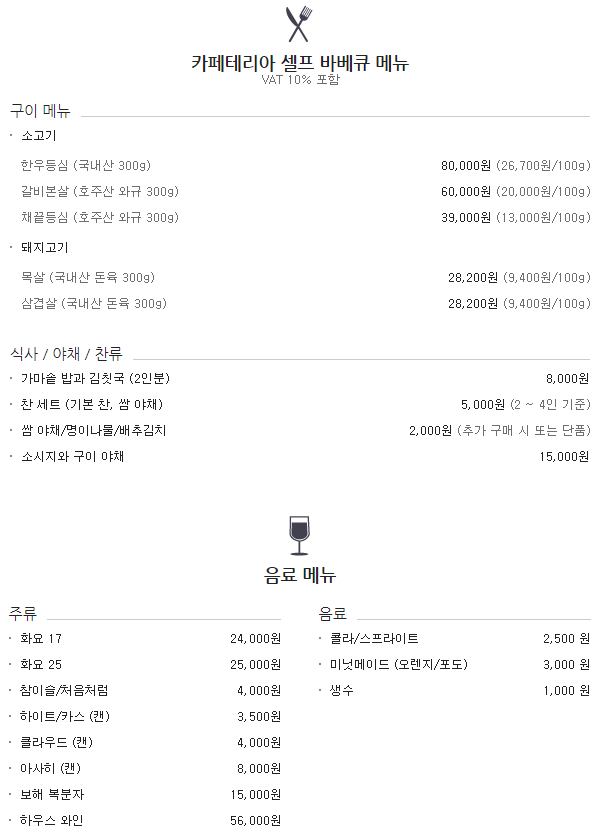 카페테리아 셀프 바베큐 메뉴
VAT 10% 포함
구이 메뉴
· 소고기
한우등심 (국내산 300g) 80,000원 (26,700원/100g)
갈비본살 (호주산 와규 300g) 60,000원 (20,000원/100g)
채끝등심 (호주산 와규 300g) 39,000원 (13,000원/100g)
· 돼지고기
목살 (국내산 돈육 300g) 28,200원 (9,400원/100g)
삼겹살 (국내산 돈육 300g) 28,200원 (9,400원/100g)
식사 / 야채 / 찬류
· 가마솥 밥과 김칫국 (2인분) 8,000원
· 찬 세트 (기본 찬, 쌈 야채) 5,000원 (2 ~ 4인 기준)
· 쌈 야채/명이나물/배추김치 2,000원 (추가 구매 시 또는 단품)
· 소시지와 구이 야채 15,000원
음료 메뉴
주류
· 화요 17 24,000원
· 화요 25 25,000원
· 참이슬/처음처럼 4,000원
· 하이트/카스 (캔) 3,500원
· 클라우드 (캔) 4,000원
· 아사히 (캔) 8,000원
· 보해 복분자 15,000원
· 하우스 와인 56,000원
음료
· 콜라/스프라이트 2,500 원
· 미닛메이드 (오렌지/포도) 3,000 원
· 생수 1,000 원